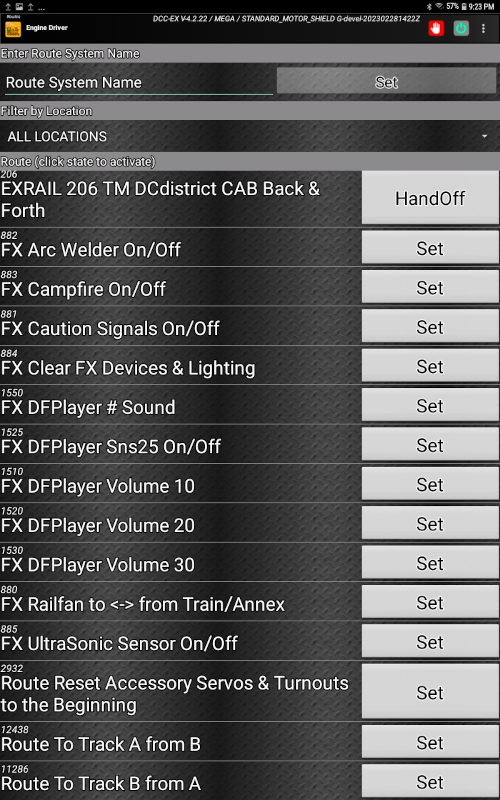 57% 9:23 PM
Routes
DCC-EX V-4.2.22 / MEGA / STANDARD_MOTOR_SHIELD G-devel-202302281422Z
Engine Driver
Enter Route System Name
Route System Name Set
Filter by Location
ALL LOCATIONS
Route (click state to activate)
206
EXRAIL 206 TM DCdistrict CAB Back &
Forth
HandOff
882
FX Arc Welder On/Off Set
883
FX Campfire On/Off Set
881
FX Caution Signals On/Off Set
884
FX Clear FX Devices & Lighting Set
1550
FX DFPlayer # Sound Set
1525
FX DFPlayer Sns25 On/Off Set
1510
FX DFPlayer Volume 10 Set
1520
FX DFPlayer Volume 20 Set
1530
FX DFPlayer Volume 30 Set
880
FX Railfan to <-> from Train/Annex Set
885
FX UltraSonic Sensor On/Off Set
2932
Route Reset Accessory Servos & Turnouts
to the Beginning
Set
12438
Route To Track A from B Set
11286
Route To Track B from A Set